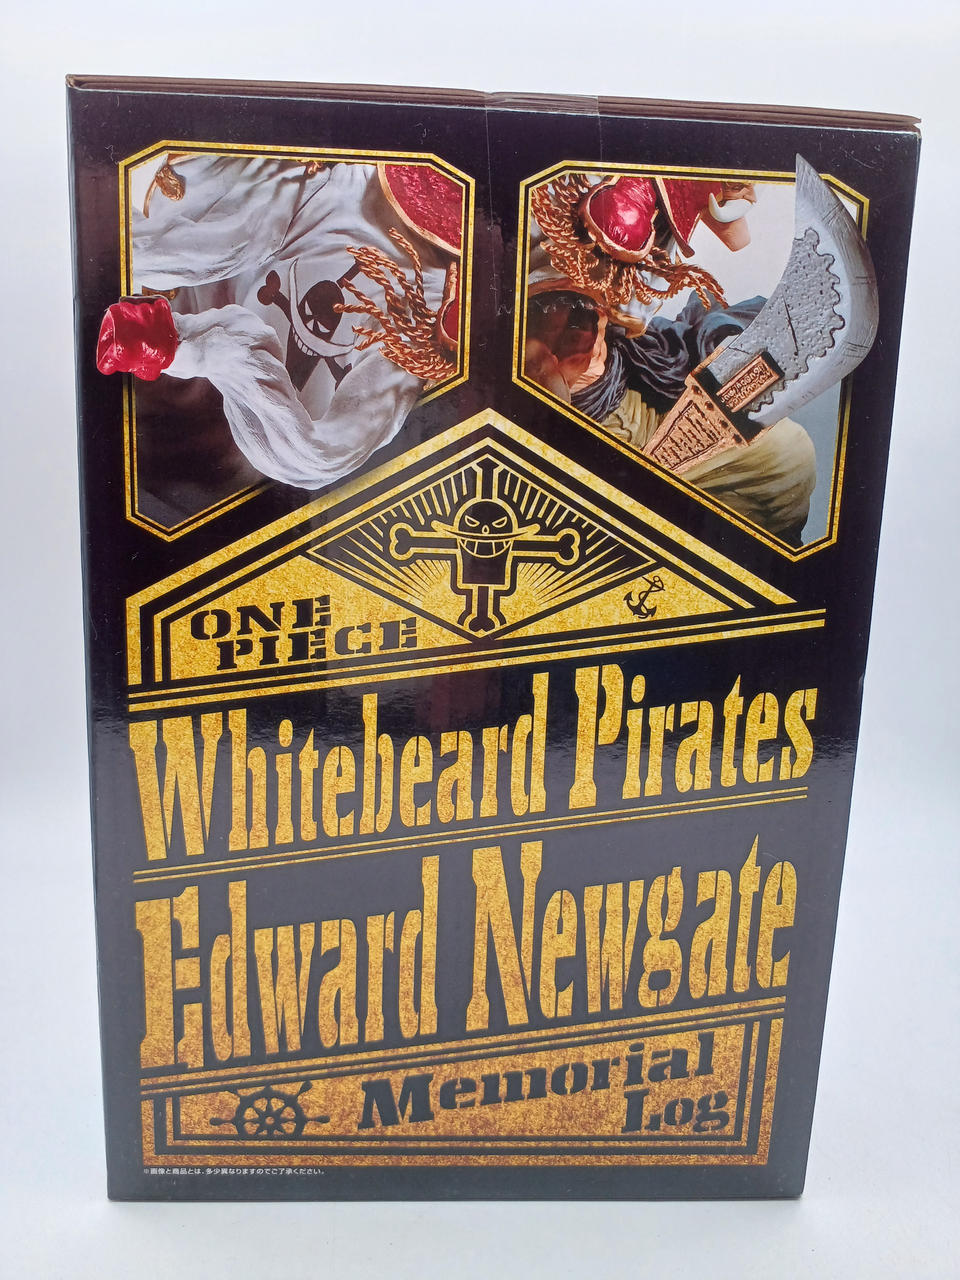 ONE
PIECE
Whitebeard Pirates
Edward Newgate
Memorial
Log
※画像と商品とは、多少異なりますのでご了承ください。